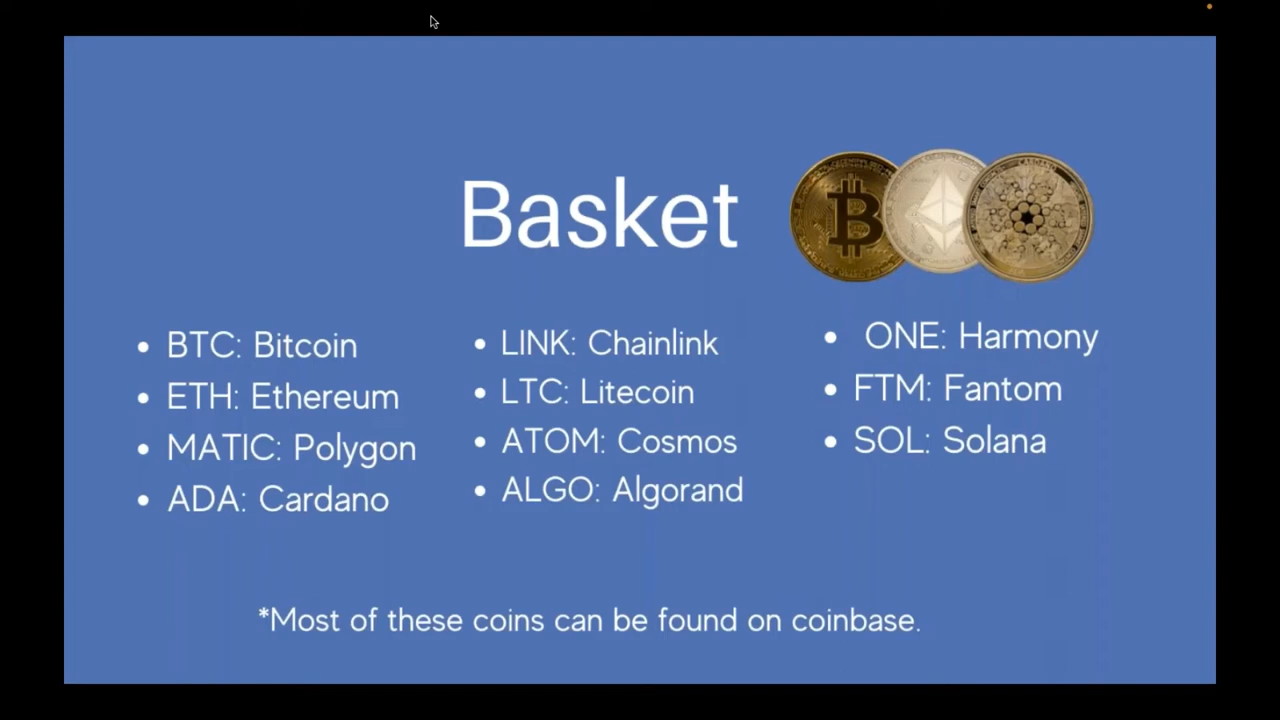 Basket
• BTC: Bitcoin
• ETH: Ethereum
• MATIC: Polygon
• ADA: Cardano
• LINK: Chainlink
• LTC: Litecoin
• ATOM: Cosmos
• ALGO: Algorand
• ONE: Harmony
• FTM: Fantom
• SOL: Solana
*Most of these coins can be found on coinbase.